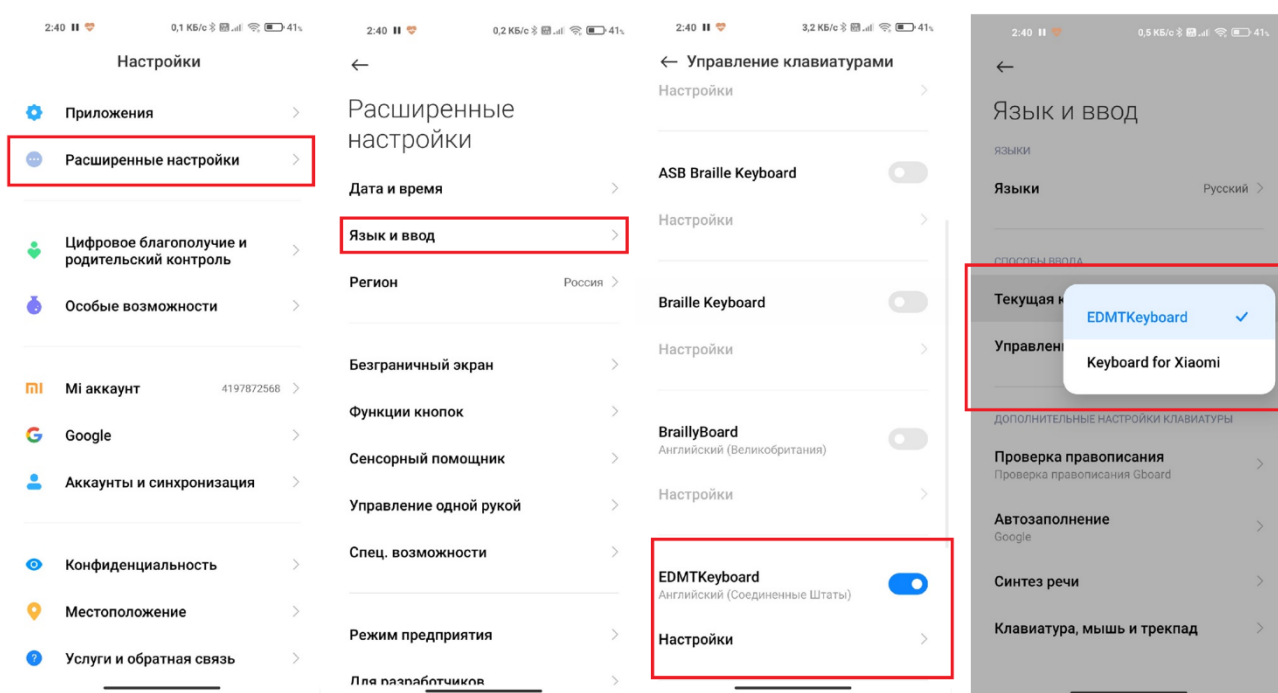 2:40 0,1 КБ/с 41%
Настройки
Приложения
Расширенные настройки
Цифровое благополучие и
родительский контроль
Особые возможности
Mi аккаунт 4197872568
Google
Аккаунты и синхронизация
Конфиденциальность
Местоположение
Услуги и обратная связь
2:40 0,2 КБ/с 41%
Расширенные
настройки
Дата и время
Язык и ввод
Регион Россия
Безграничный экран
Функции кнопок
Сенсорный помощник
Управление одной рукой
Спец. возможности
Режим предприятия
Для разработчиков
2:40 3,2 КБ/с 41%
Управление клавиатурами
Настройки
ASB Braille Keyboard
Настройки
Braille Keyboard
Настройки
BraillyBoard
Английский (Великобритания)
Настройки
EDMTKeyboard
Английский (Соединенные Штаты)
Настройки
2:40 0,5 КБ/с 41%
Язык и ввод
ЯЗЫКИ
Языки Русский
СПОСОБЫ ВВОДА
Текущая к
EDMTKeyboard
Управлени
Keyboard for Xiaomi
ДОПОЛНИТЕЛЬНЫЕ НАСТРОЙКИ КЛАВИАТУРЫ
Проверка правописания
Проверка правописания Gboard
Автозаполнение
Google
Синтез речи
Клавиатура, мышь и трекпад